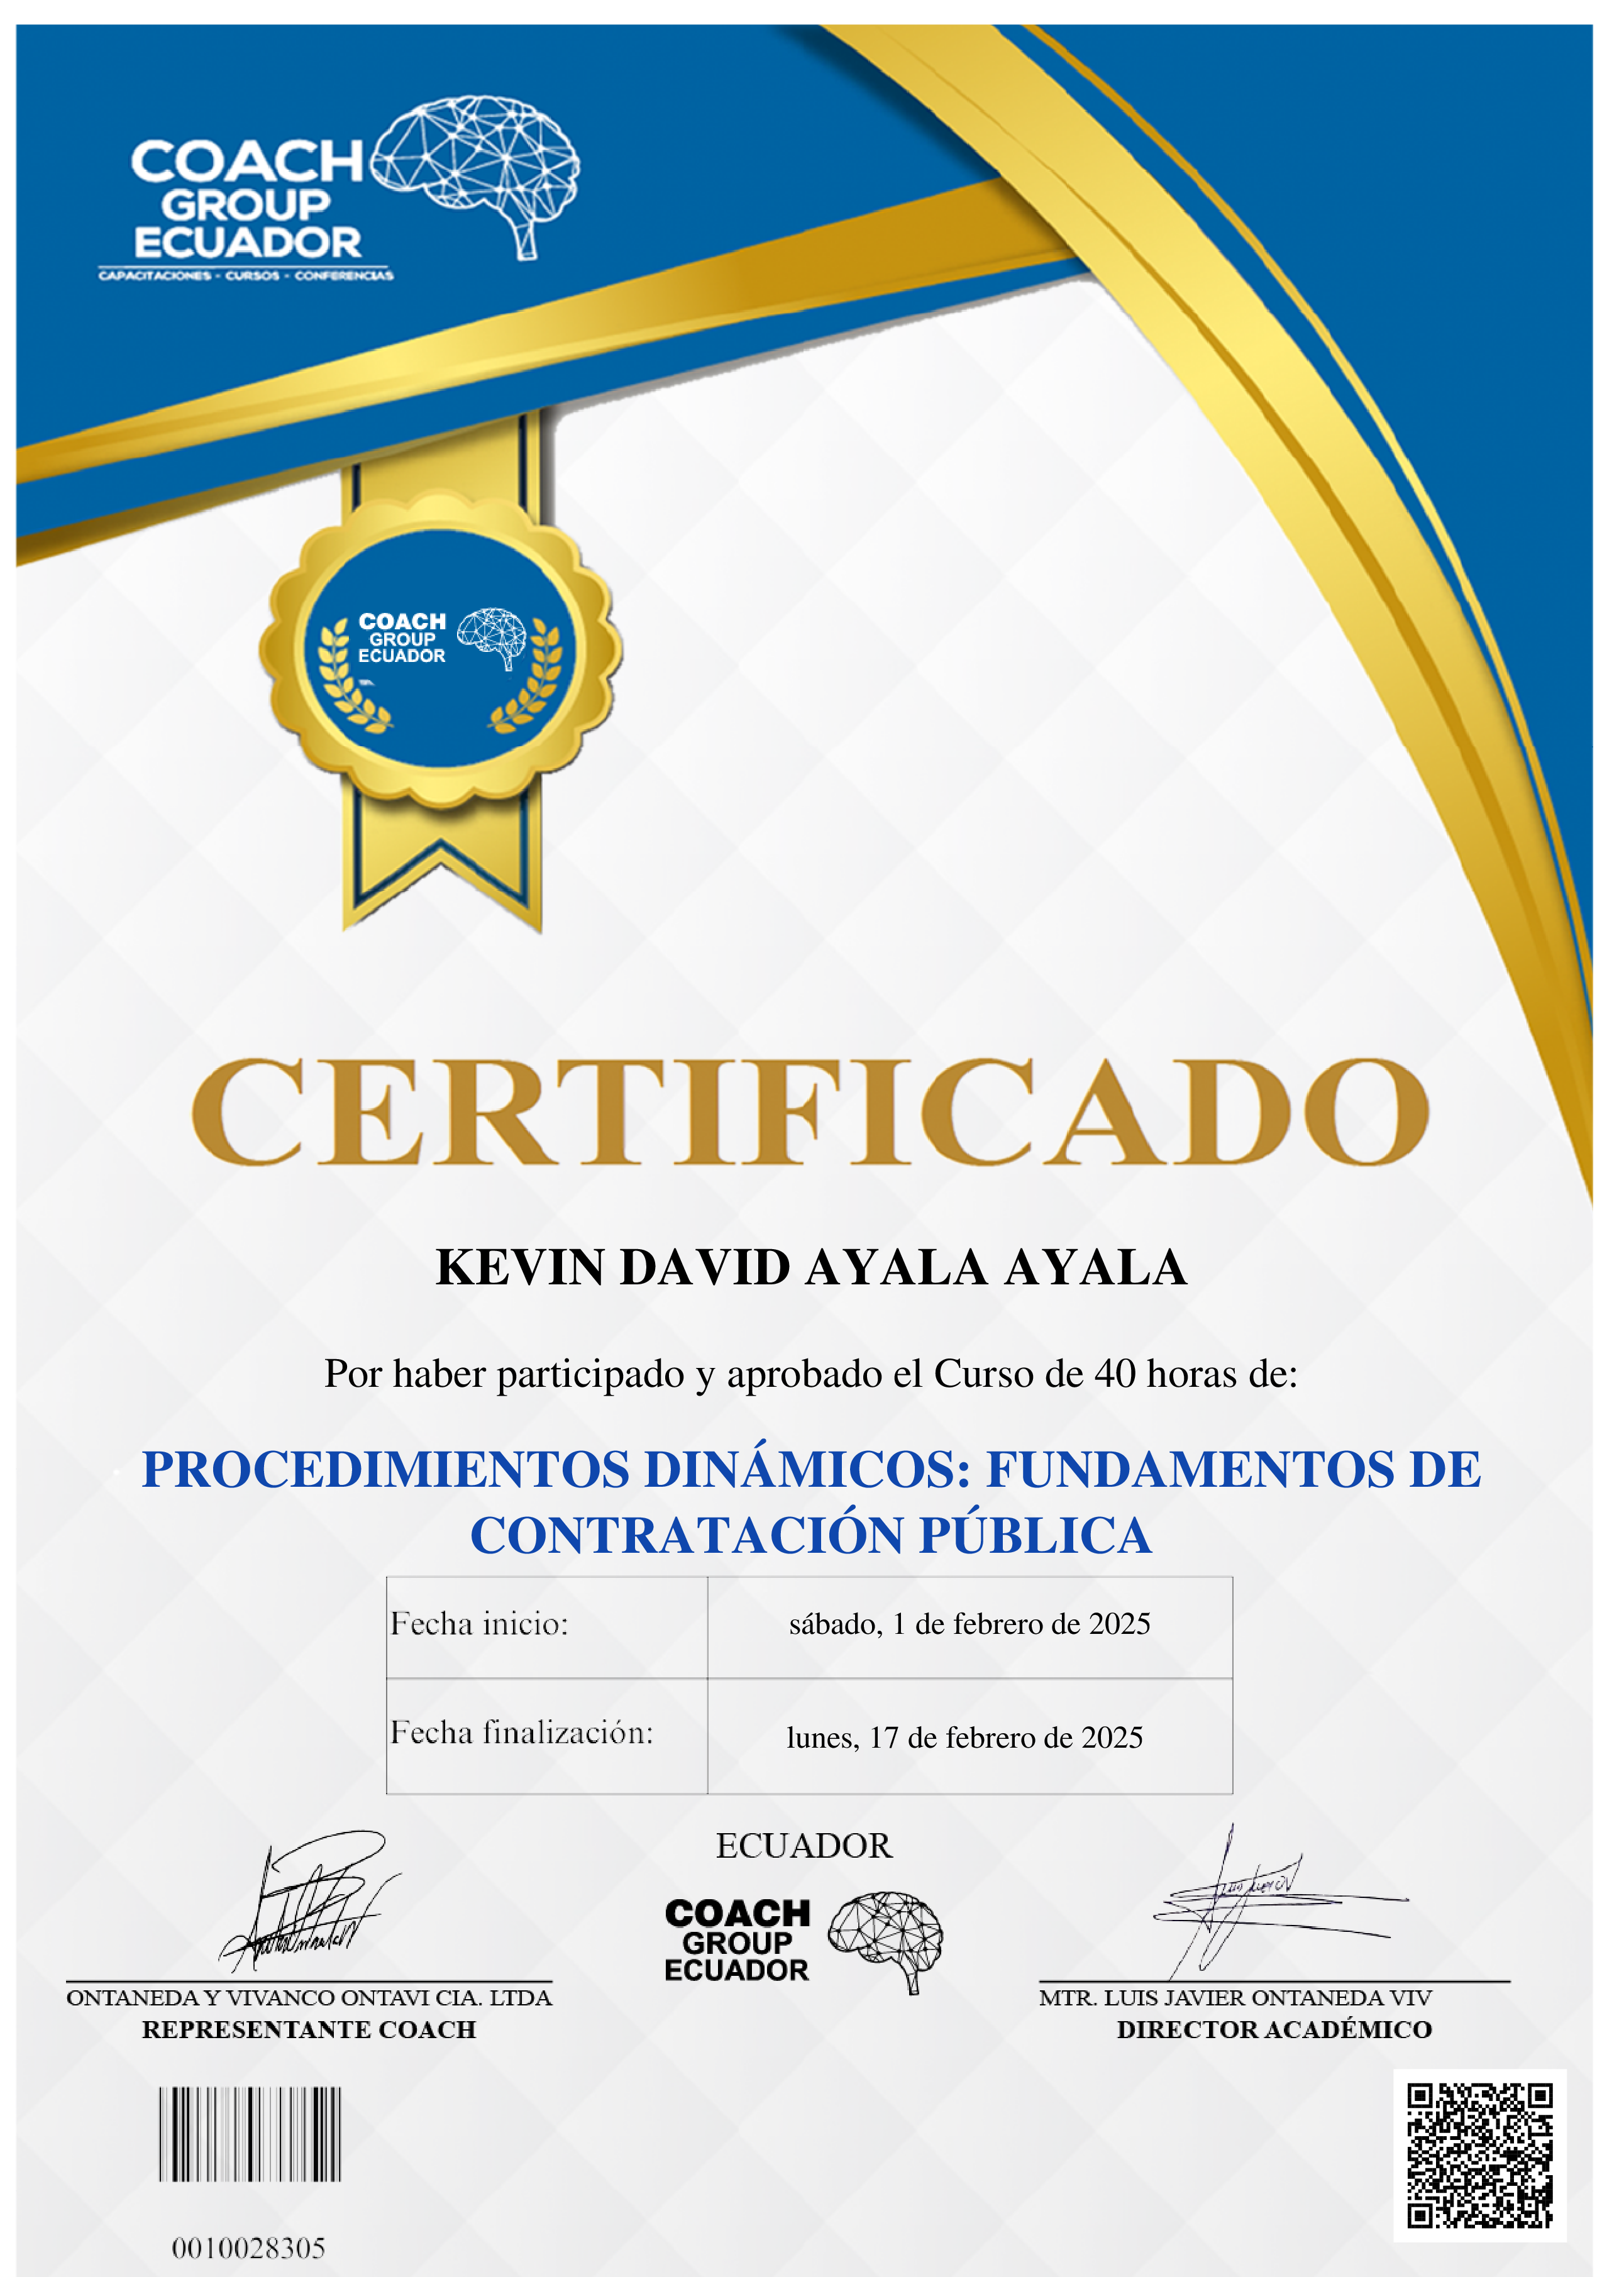 COACH
GROUP
ECUADOR
CAPACITACIONES - CURSOS - CONFERENCIAS
COACH
GROUP
ECUADOR
CERTIFICADO
KEVIN DAVID AYALA AYALA
Por haber participado y aprobado el Curso de 40 horas de:
PROCEDIMIENTOS DINÁMICOS: FUNDAMENTOS DE
CONTRATACIÓN PÚBLICA
Fecha inicio: sábado, 1 de febrero de 2025
Fecha finalización: lunes, 17 de febrero de 2025
ECUADOR
COACH
GROUP
ECUADOR
ONTANEDA Y VIVANCO ONTAVI CIA. LTDA
REPRESENTANTE COACH
MTR. LUIS JAVIER ONTANEDA VIV
DIRECTOR ACADÉMICO
0010028305